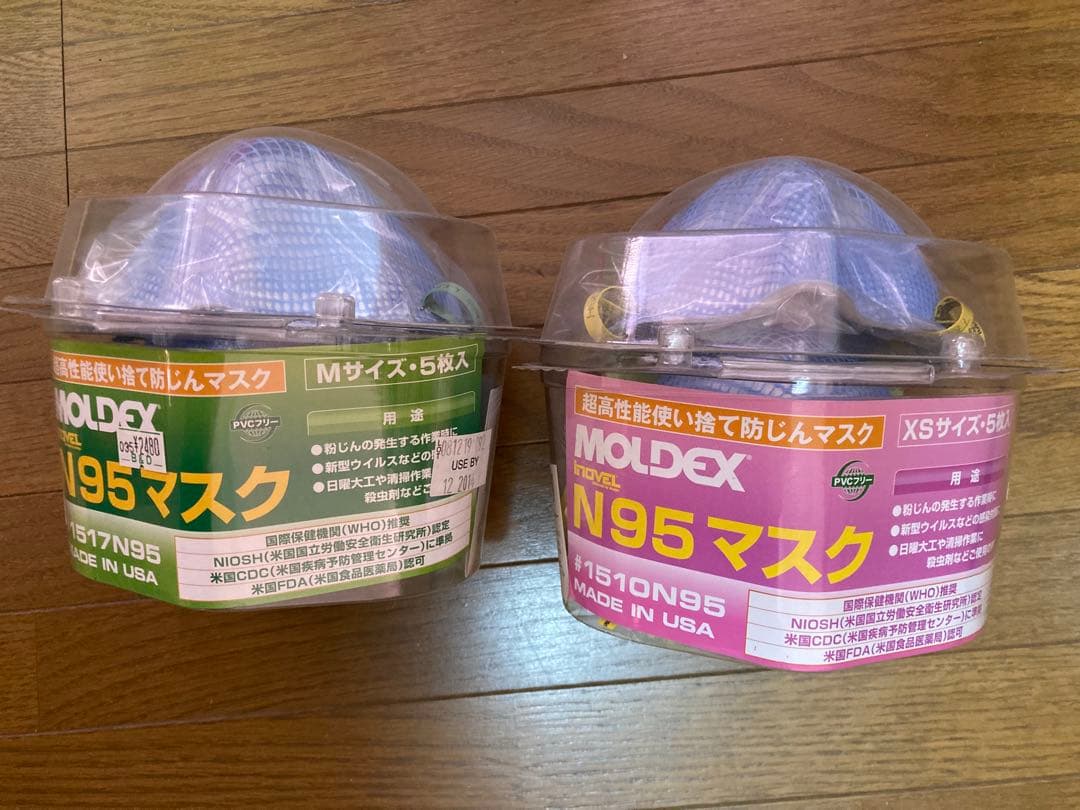 超高性能使い捨て防じんマスク
Mサイズ・5枚入
MOLDEX
INOVEL
PVCフリー
用途
●粉じんの発生する作業時に
●新型ウイルスなどの
●日曜大工や清掃作業
殺虫剤などご
035 ¥2480
USE BY
N95マスク
1517N95
MADE IN USA
国際保健機関(WHO)推奨
NIOSH(米国国立労働安全衛生研究所)認定
米国CDC(米国疾病予防管理センター)に準拠
米国FDA(米国食品医薬局)認可
超高性能使い捨て防じんマスク
XSサイズ・5枚入
MOLDEX
INOVEL
PVCフリー
用途
●粉じんの発生する作業時に
●新型ウイルスなどの感染
●日曜大工や清掃作業に
殺虫剤などご使用
N95マスク
#1510N95
MADE IN USA
国際保健機関(WHO)推奨
NIOSH(米国国立労働安全衛生研究所)認定
米国CDC(米国疾病予防管理センター)に準拠
米国FDA(米国食品医薬局)認可